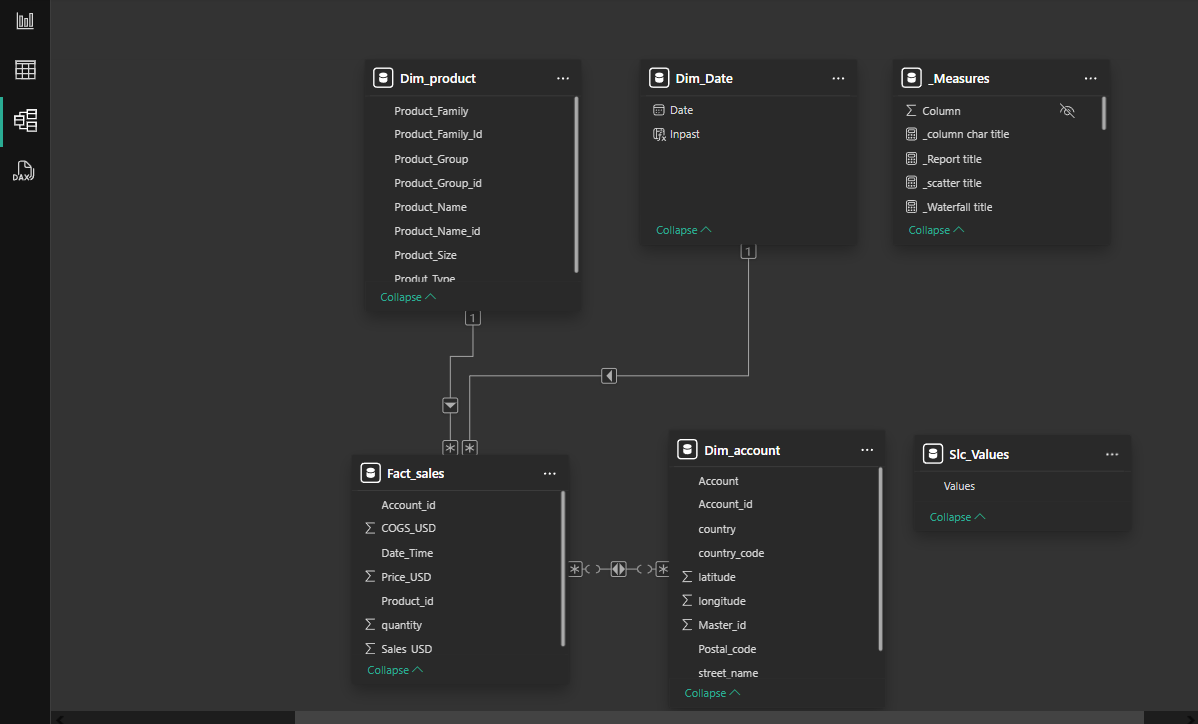 DAX
Dim_product
Product_Family
Product_Family_Id
Product_Group
Product_Group_id
Product_Name
Product_Name_id
Product_Size
Produt_Type
Collapse
1
Dim_Date
Date
Inpast
Collapse
1
_Measures
Column
_column char title
_Report title
_scatter title
_Waterfall title
Collapse
Fact_sales
Account_id
COGS_USD
Date_Time
Price_USD
Product_id
quantity
Sales_USD
Collapse
Dim_account
Account
Account_id
country
country_code
latitude
longitude
Master_id
Postal_code
street_name
Collapse
Slc_Values
Values
Collapse